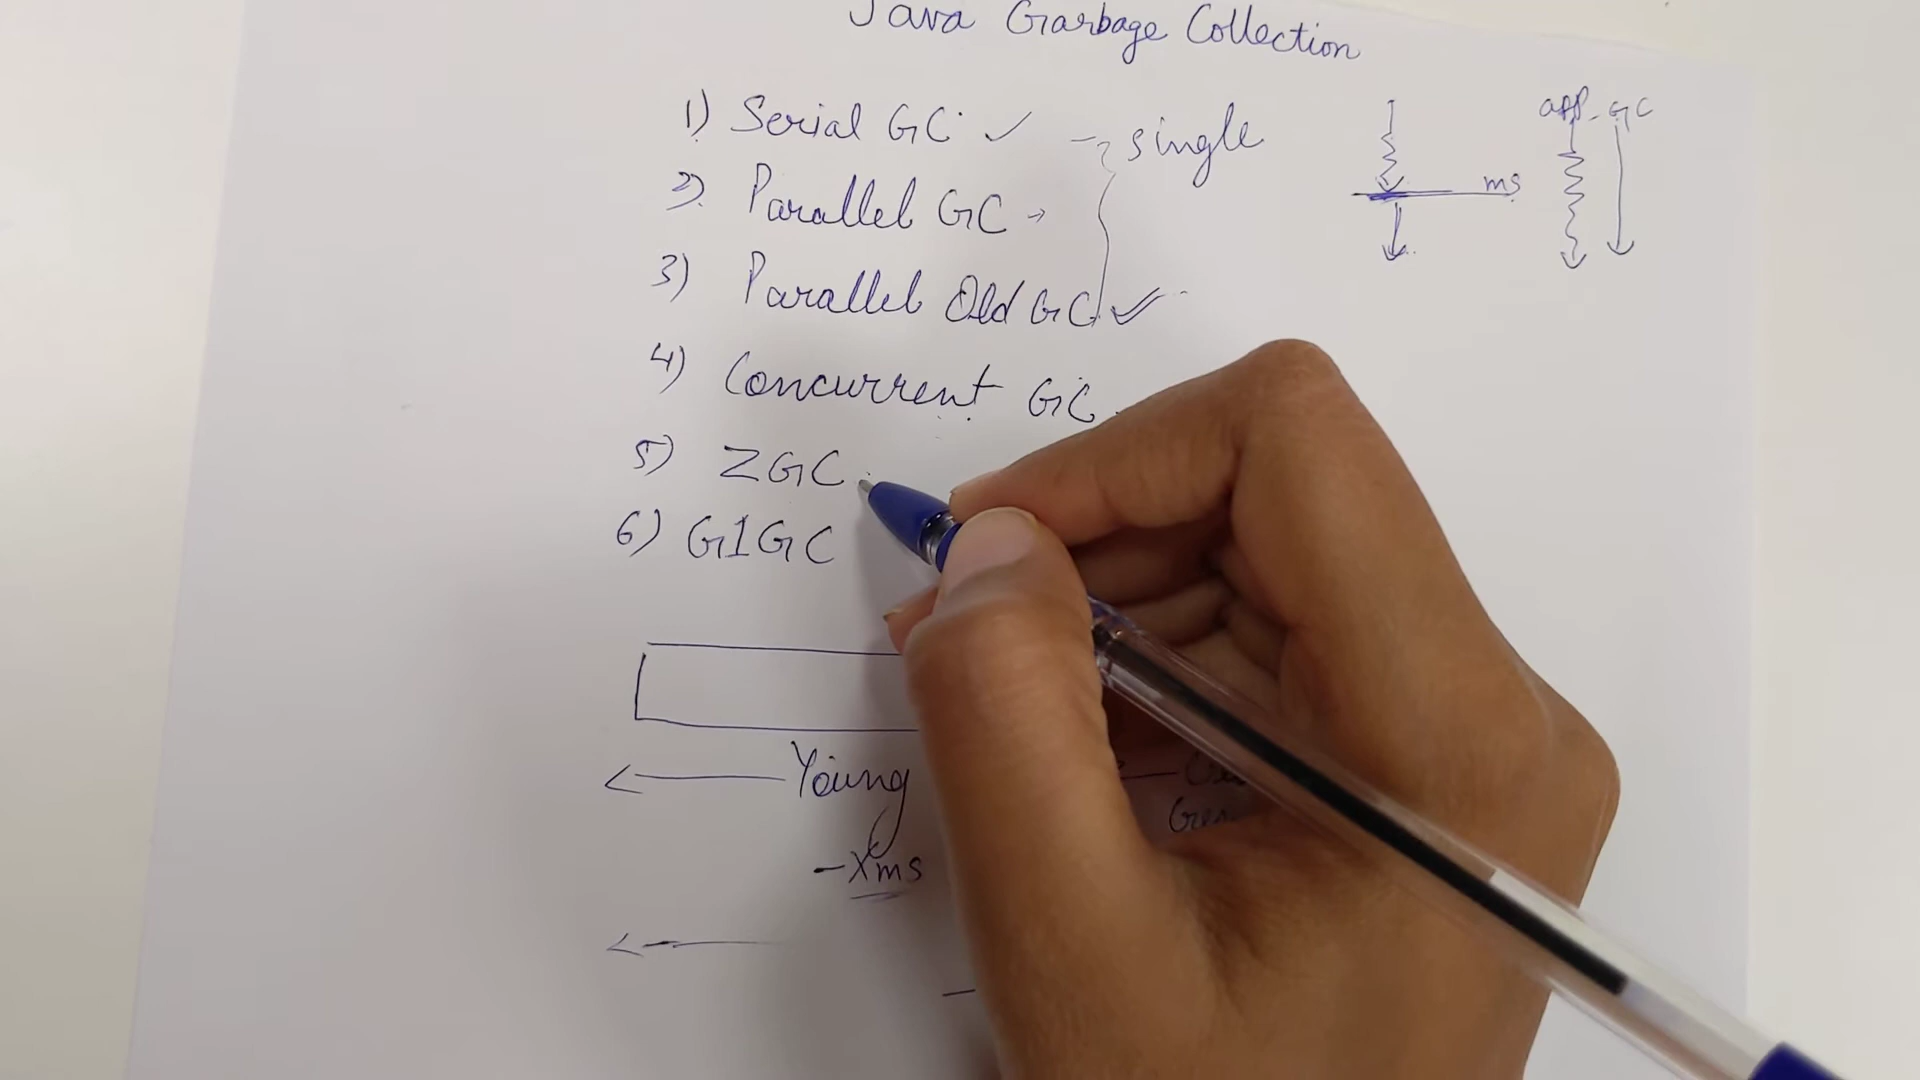 Java Garbage Collection
1) Serial GC ✓ - single
2) Parallel GC →
3) Parallel Old GC ✓
4) Concurrent GC
5) ZGC
6) G1GC
ms
app. GC
Young
Gen
-Xms